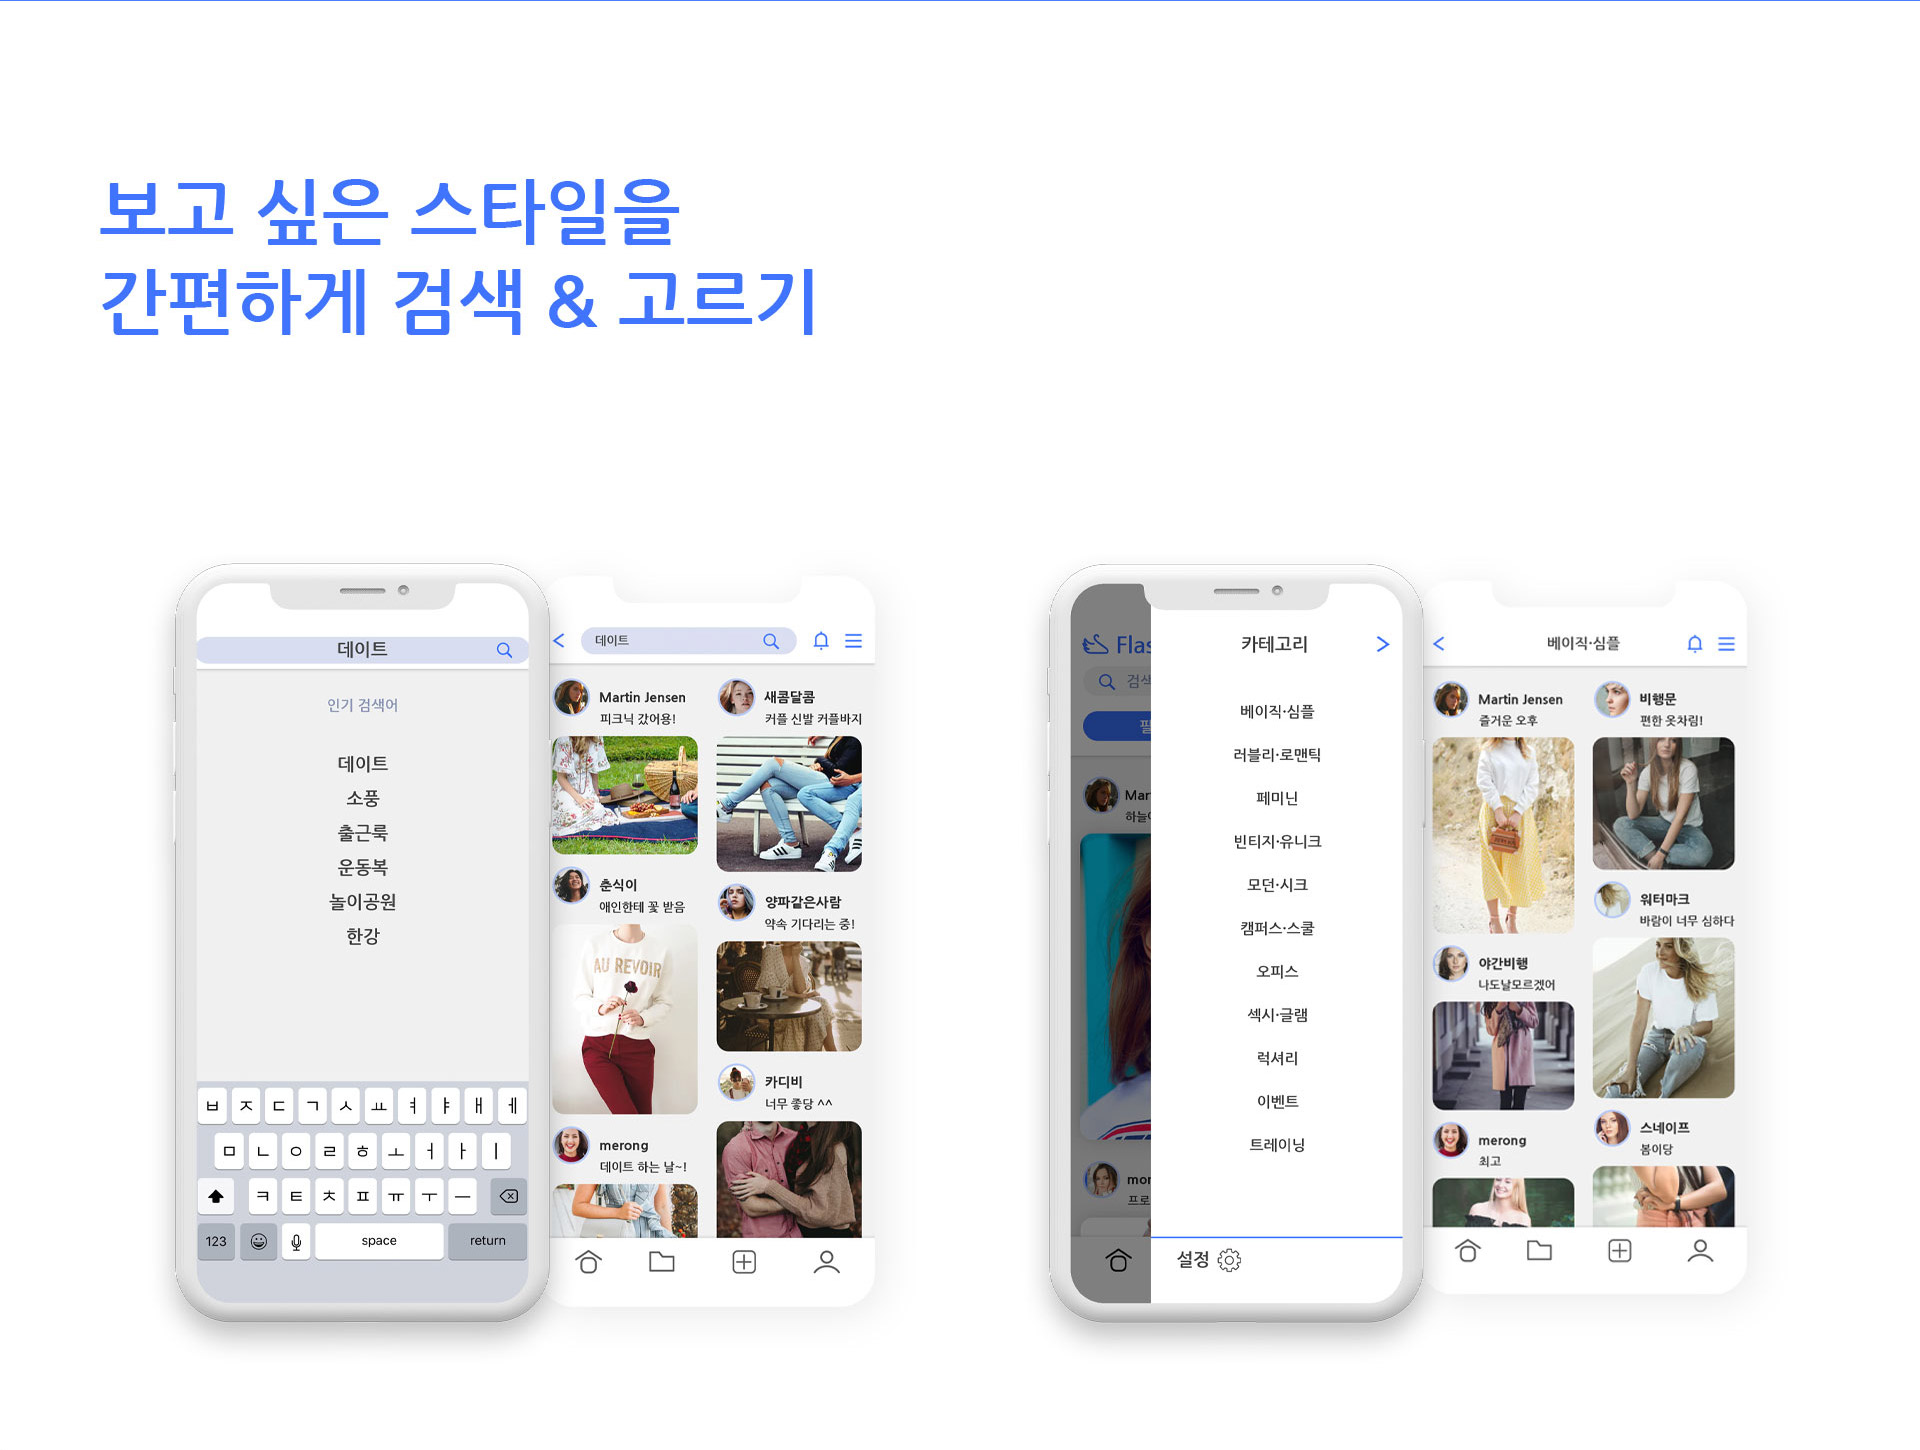 보고 싶은 스타일을
간편하게 검색 & 고르기
데이트
인기 검색어
데이트
소풍
출근룩
운동복
놀이공원
한강
ㅂ ㅈ ㄷ ㄱ ㅅ ㅛ ㅕ ㅑ ㅐ ㅔ
ㅁ ㄴ ㅇ ㄹ ㅎ ㅗ ㅓ ㅏ ㅣ
ㅋ ㅌ ㅊ ㅍ ㅠ ㅜ ㅡ
123 space return
데이트
Martin Jensen
피크닉 갔어용!
새콤달콤
커플 신발 커플바지
춘식이
애인한테 꽃 받음
AU REVOIR
양파같은사람
약속 기다리는 중!
카디비
너무 좋당 ^^
merong
데이트 하는 날~!
Flas
검색
필
Mar
하늘
mor
프로
카테고리
베이직·심플
러블리·로맨틱
페미닌
빈티지·유니크
모던·시크
캠퍼스·스쿨
오피스
섹시·글램
럭셔리
이벤트
트레이닝
설정
베이직·심플
Martin Jensen
즐거운 오후
비행문
편한 옷차림!
워터마크
바람이 너무 심하다
야간비행
나도날모르겠어
스네이프
봄이당
merong
최고